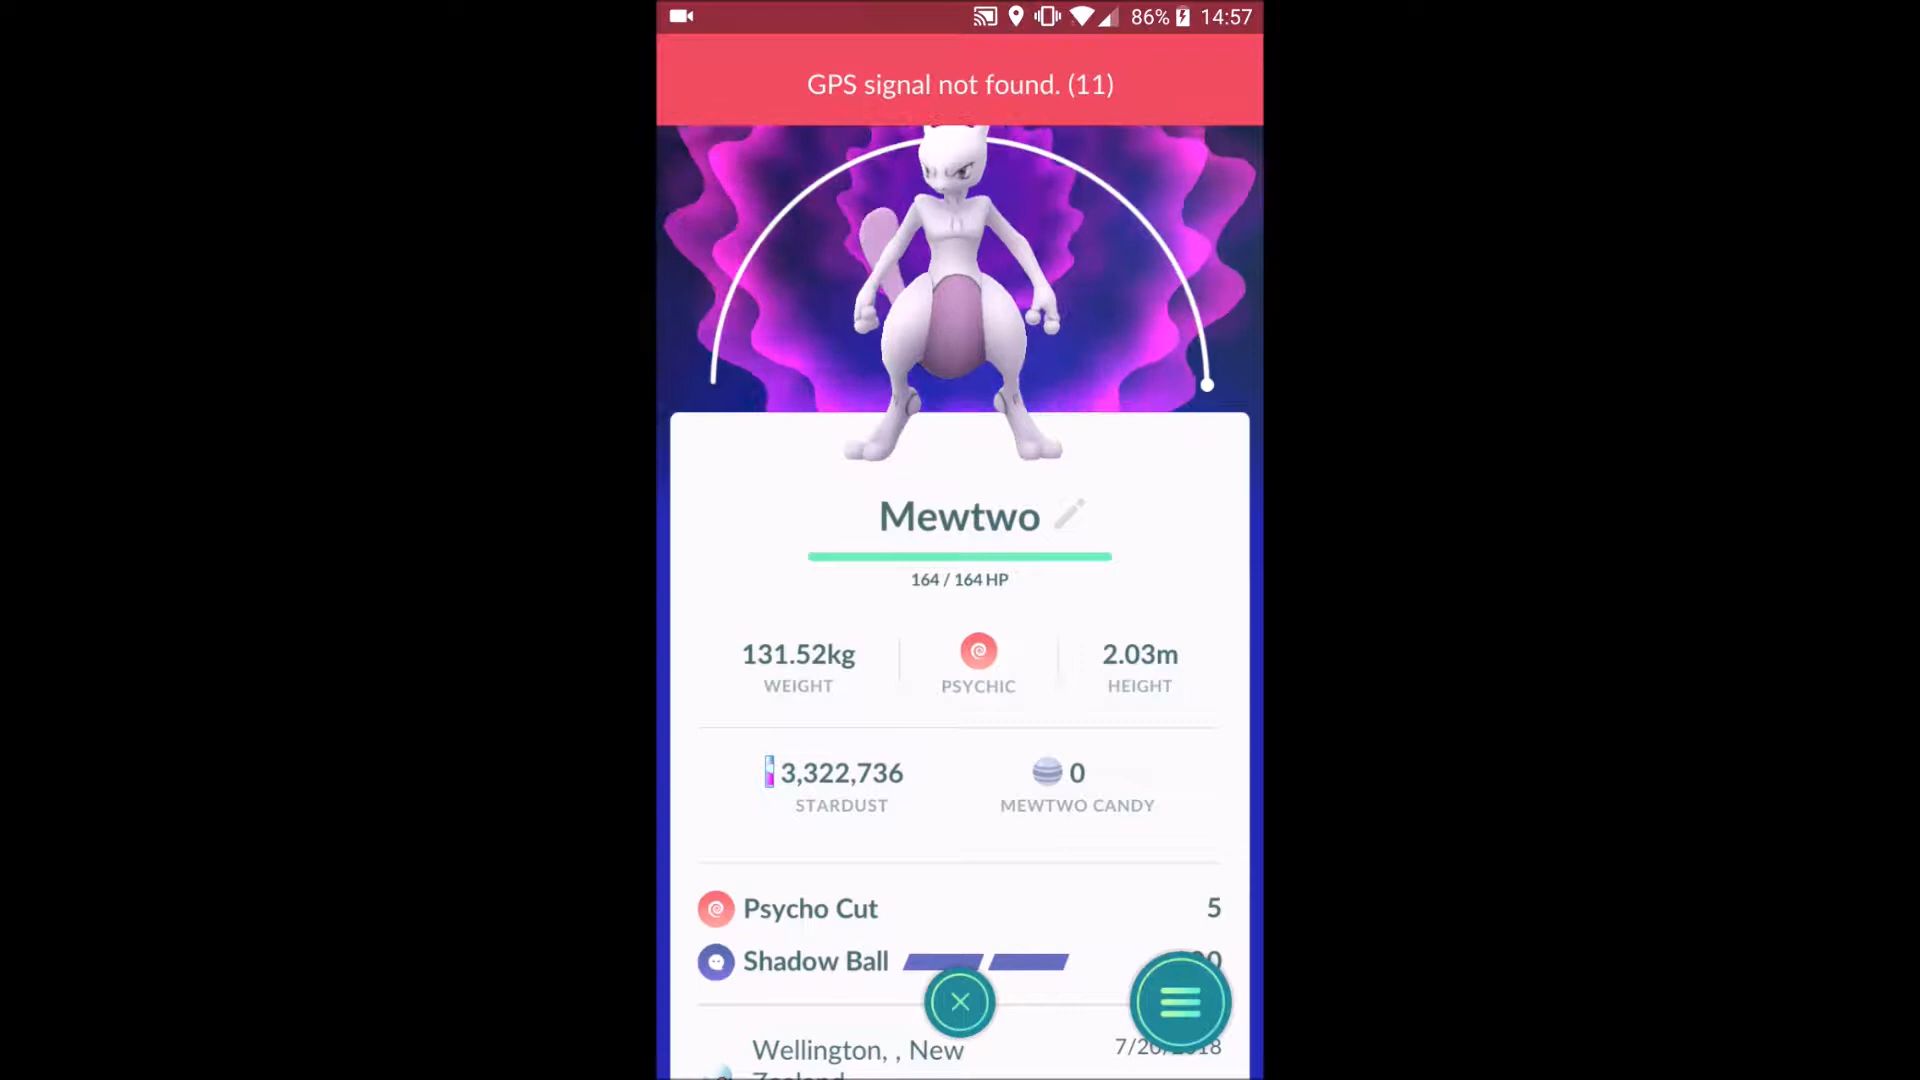 86% 14:57
GPS signal not found. (11)
Mewtwo
164 / 164 HP
131.52kg
WEIGHT
PSYCHIC
2.03m
HEIGHT
3,322,736
STARDUST
0
MEWTWO CANDY
Psycho Cut 5
Shadow Ball
Wellington, , New